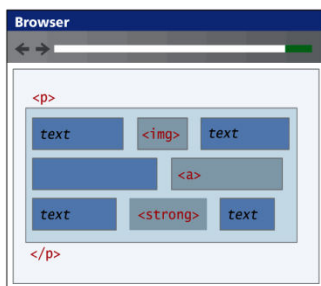 Browser
<p>
text <img> text
<a>
text <strong> text
</p>